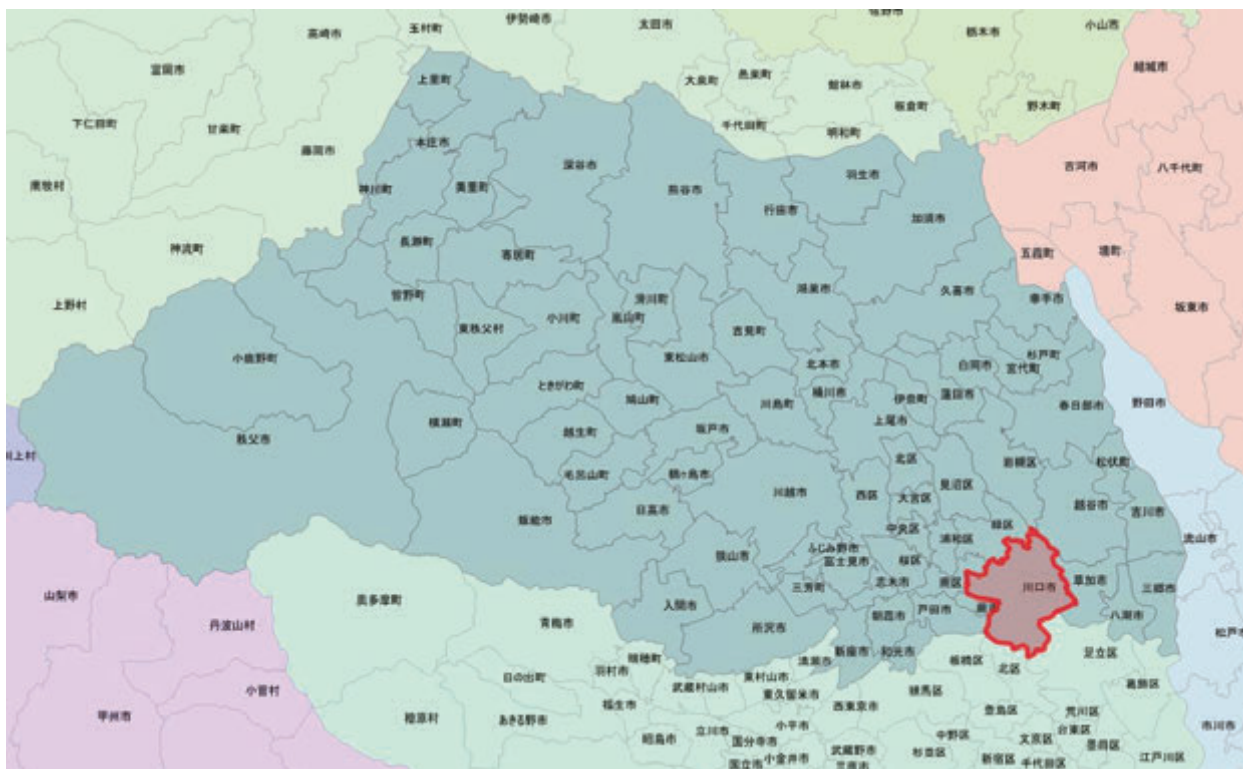 高崎市
玉村町
伊勢崎市
太田市
栃木市
小山市
富岡市
上里町
大泉町
邑楽町
館林市
板倉町
野木町
結城市
下仁田町
甘楽町
藤岡市
本庄市
千代田町
明和町
古河市
八千代町
南牧村
神川町
美里町
深谷市
熊谷市
行田市
羽生市
加須市
神流町
長瀞町
寄居町
五霞町
境町
上野村
皆野町
滑川町
鴻巣市
久喜市
幸手市
坂東市
小鹿野町
東秩父村
小川町
嵐山町
吉見町
東松山市
北本市
白岡市
杉戸町
宮代町
ときがわ町
鳩山町
川島町
桶川市
伊奈町
蓮田市
春日部市
野田市
秩父市
横瀬町
越生町
坂戸市
上尾市
川上村
毛呂山町
鶴ヶ島市
北区
岩槻区
松伏町
飯能市
日高市
川越市
西区
大宮区
見沼区
越谷市
吉川市
中央区
緑区
浦和区
流山市
狭山市
ふじみ野市
富士見市
桜区
山梨市
奥多摩町
入間市
三芳町
志木市
南区
川口市
草加市
三郷市
丹波山村
青梅市
所沢市
朝霞市
戸田市
八潮市
松戸市
瑞穂町
清瀬市
新座市
和光市
板橋区
北区
足立区
小菅村
日の出町
羽村市
武蔵村山市
東村山市
東久留米市
練馬区
葛飾区
甲州市
檜原村
あきる野市
福生市
西東京市
豊島区
荒川区
昭島市
立川市
小平市
国分寺市
中野区
文京区
台東区
墨田区
市川市
国立市
小金井市
武蔵野市
三鷹市
杉並区
新宿区
千代田区
江戸川区